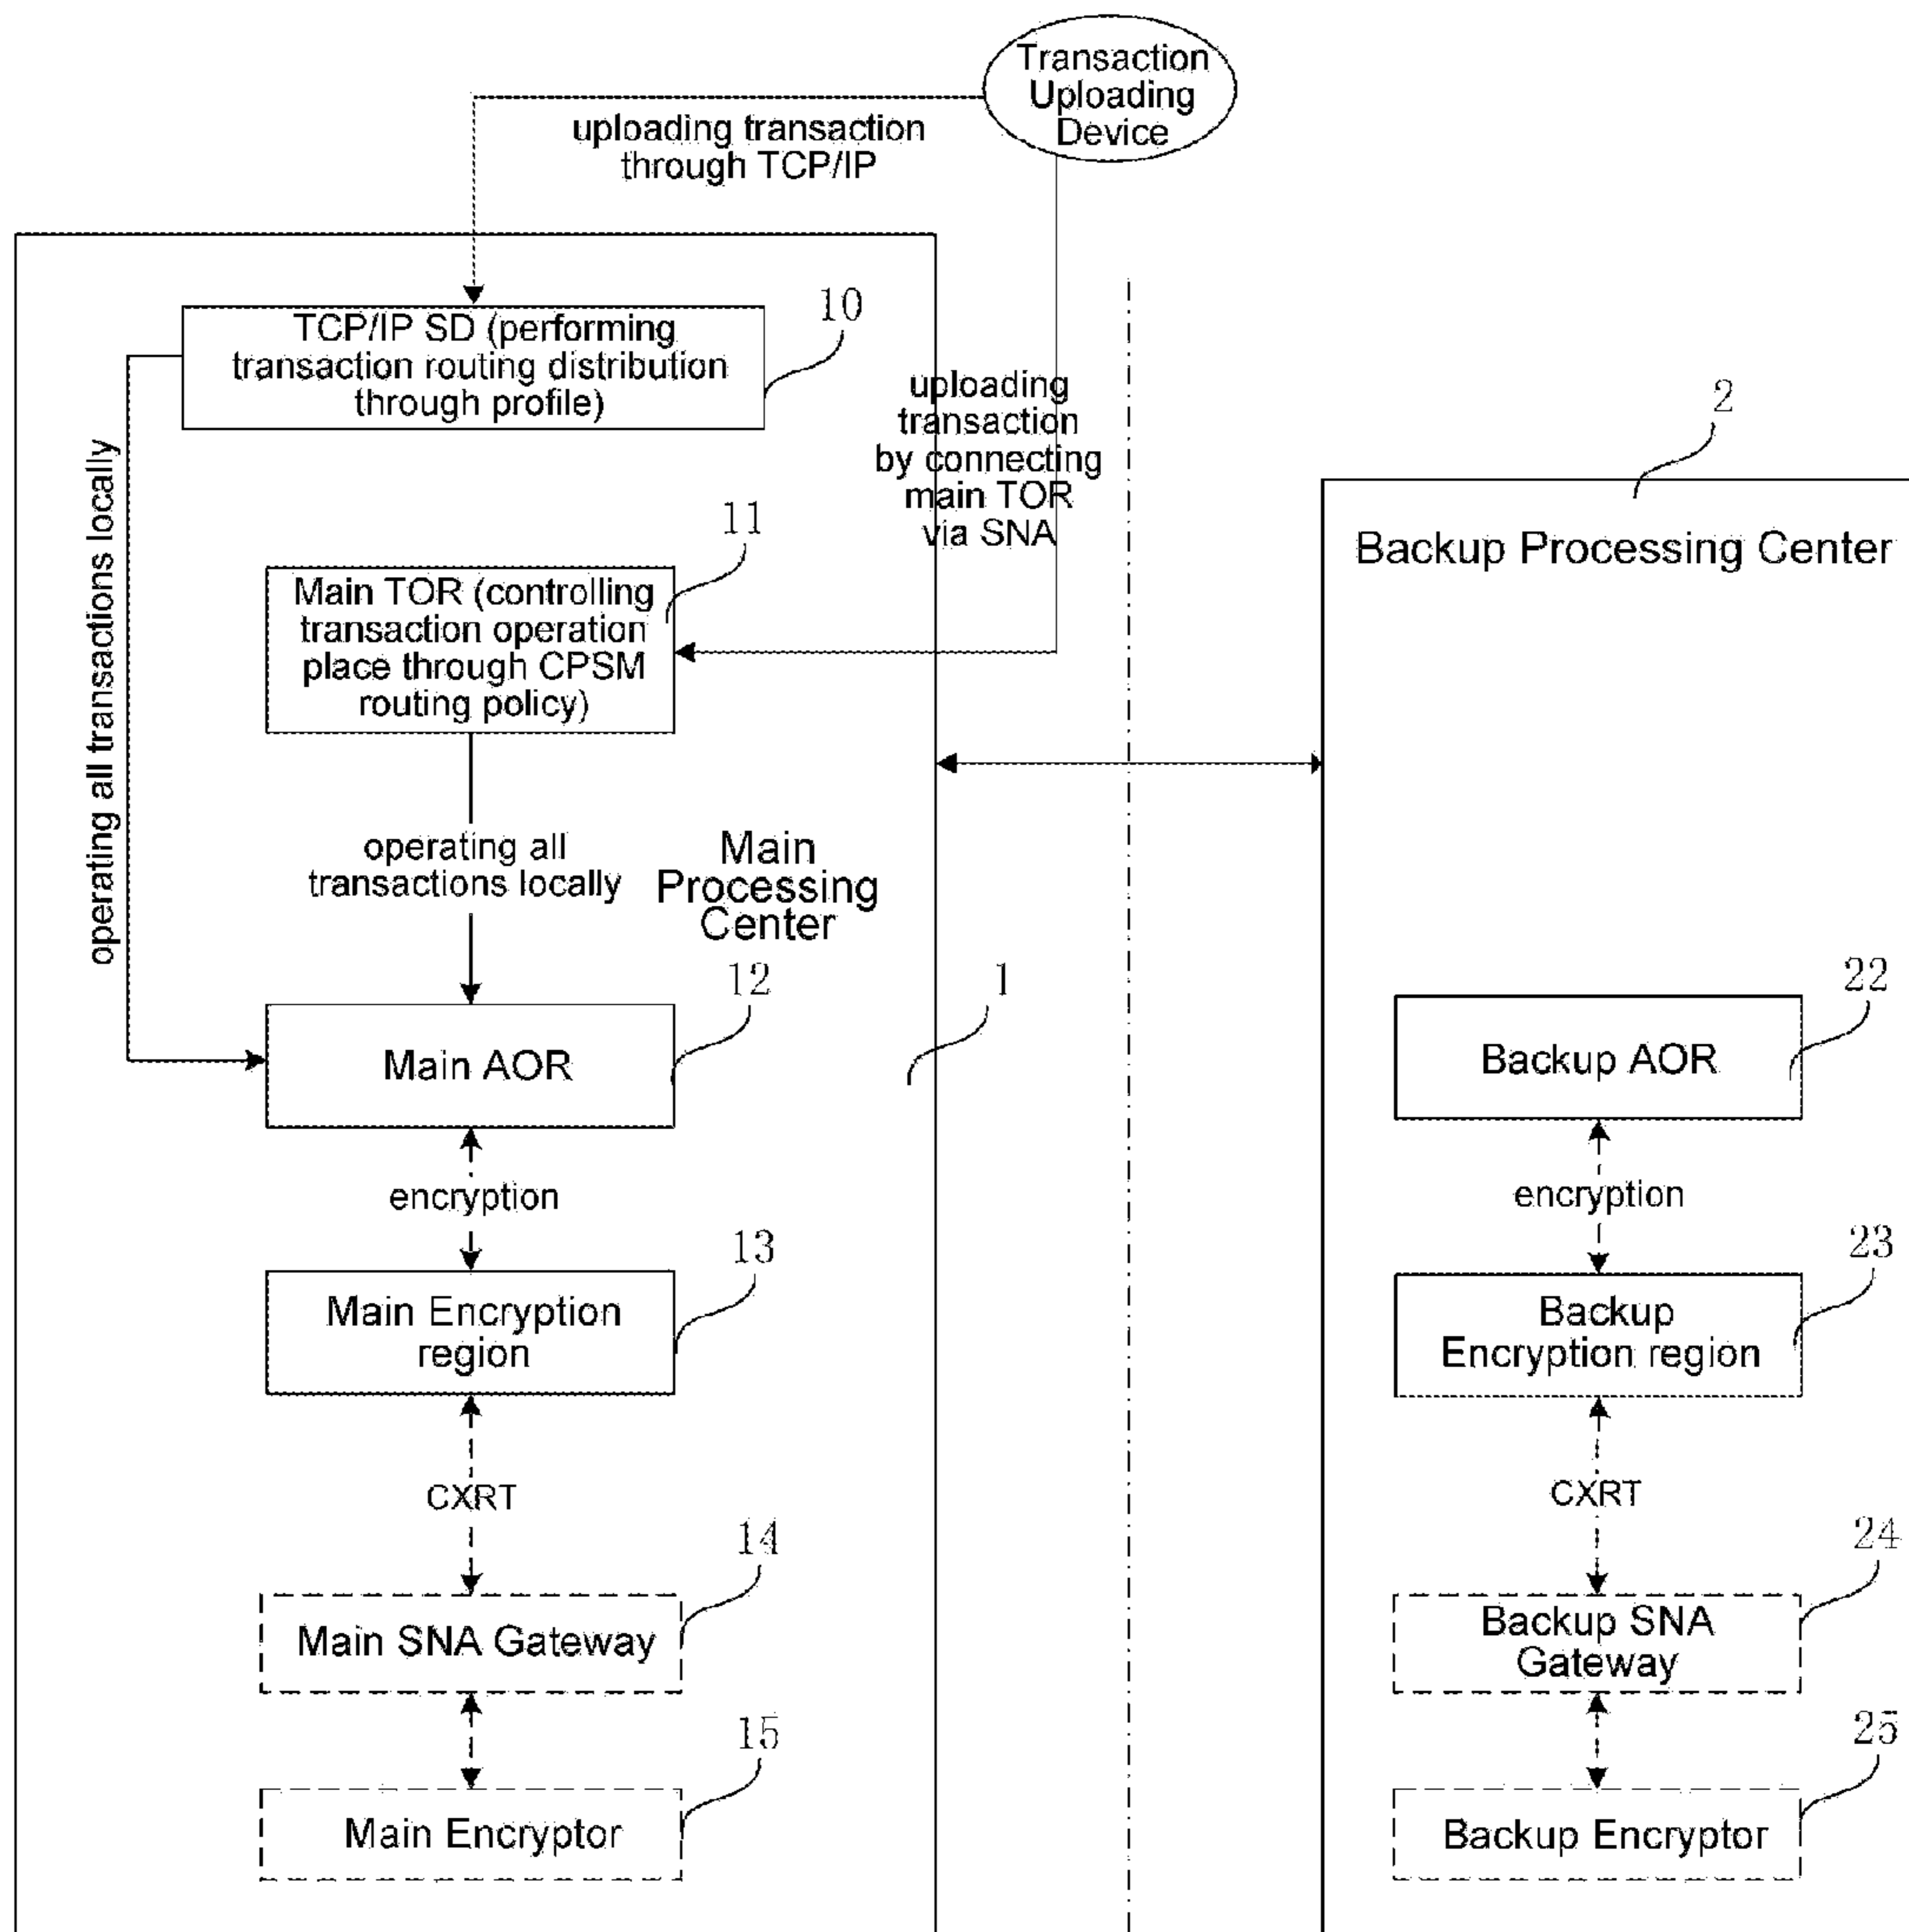 Transaction
Uploading
Device
uploading transaction
through TCP/IP
10
TCP/IP SD (performing
transaction routing distribution
through profile)
operating all transactions locally
uploading
transaction
by connecting
main TOR
via SNA
11
Main TOR (controlling
transaction operation
place through CPSM
routing policy)
operating all
transactions locally
Main
Processing
Center
1
12
Main AOR
encryption
13
Main Encryption
region
CXRT
14
Main SNA Gateway
15
Main Encryptor
2
Backup Processing Center
22
Backup AOR
encryption
23
Backup
Encryption region
CXRT
24
Backup SNA
Gateway
25
Backup Encryptor